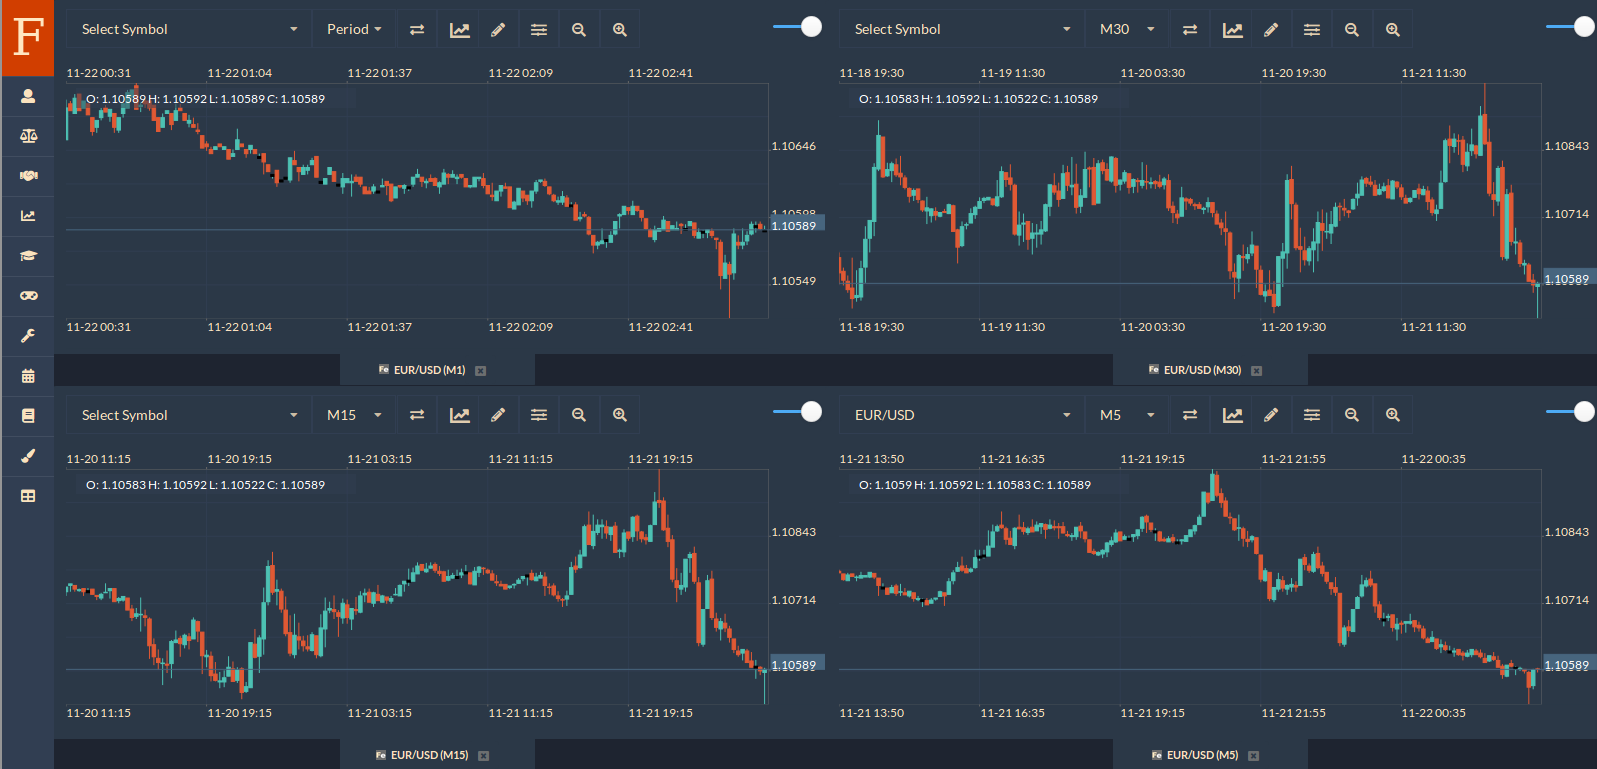 F
Select Symbol Period
11-22 00:31 11-22 01:04 11-22 01:37 11-22 02:09 11-22 02:41
O: 1.10589 H: 1.10592 L: 1.10589 C: 1.10589
1.10646
1.10598
1.10589
1.10549
11-22 00:31 11-22 01:04 11-22 01:37 11-22 02:09 11-22 02:41
Fe EUR/USD (M1)
Select Symbol M30
11-18 19:30 11-19 11:30 11-20 03:30 11-20 19:30 11-21 11:30
O: 1.10583 H: 1.10592 L: 1.10522 C: 1.10589
1.10843
1.10714
1.10589
11-18 19:30 11-19 11:30 11-20 03:30 11-20 19:30 11-21 11:30
Fe EUR/USD (M30)
Select Symbol M15
11-20 11:15 11-20 19:15 11-21 03:15 11-21 11:15 11-21 19:15
O: 1.10583 H: 1.10592 L: 1.10522 C: 1.10589
1.10843
1.10714
1.10589
11-20 11:15 11-20 19:15 11-21 03:15 11-21 11:15 11-21 19:15
Fe EUR/USD (M15)
EUR/USD M5
11-21 13:50 11-21 16:35 11-21 19:15 11-21 21:55 11-22 00:35
O: 1.1059 H: 1.10592 L: 1.10583 C: 1.10589
1.10843
1.10714
1.10589
11-21 13:50 11-21 16:35 11-21 19:15 11-21 21:55 11-22 00:35
Fe EUR/USD (M5)